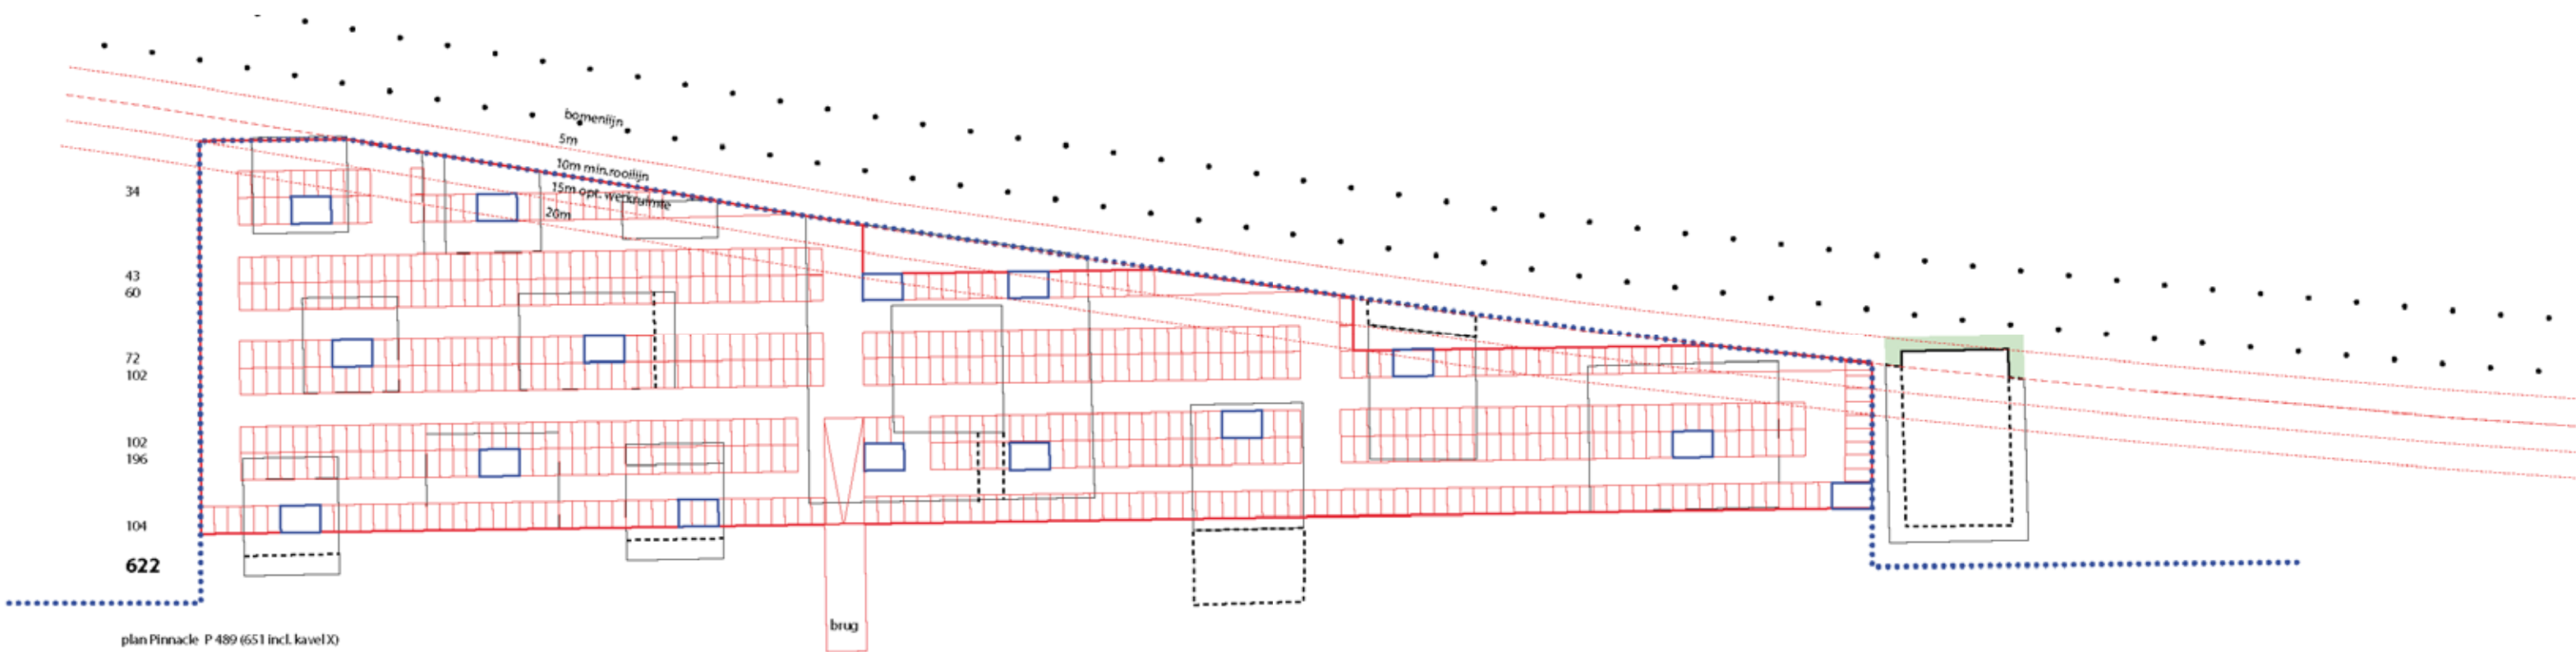 bomenlijn
5m
10m min.rooilijn
15m opt. werkruimte
20m
34
43
60
72
102
102
196
104
622
brug
plan Pinnacle P 489 (651 incl. kavel X)